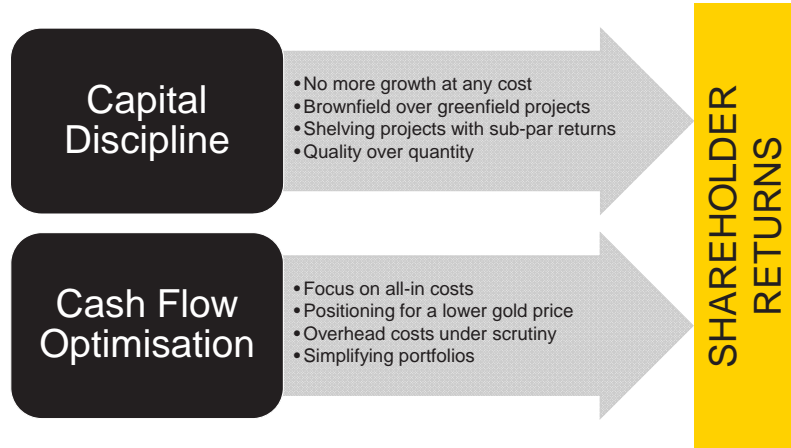 Capital
Discipline
•No more growth at any cost
•Brownfield over greenfield projects
•Shelving projects with sub-par returns
•Quality over quantity
Cash Flow
Optimisation
•Focus on all-in costs
•Positioning for a lower gold price
•Overhead costs under scrutiny
•Simplifying portfolios
SHAREHOLDER
RETURNS